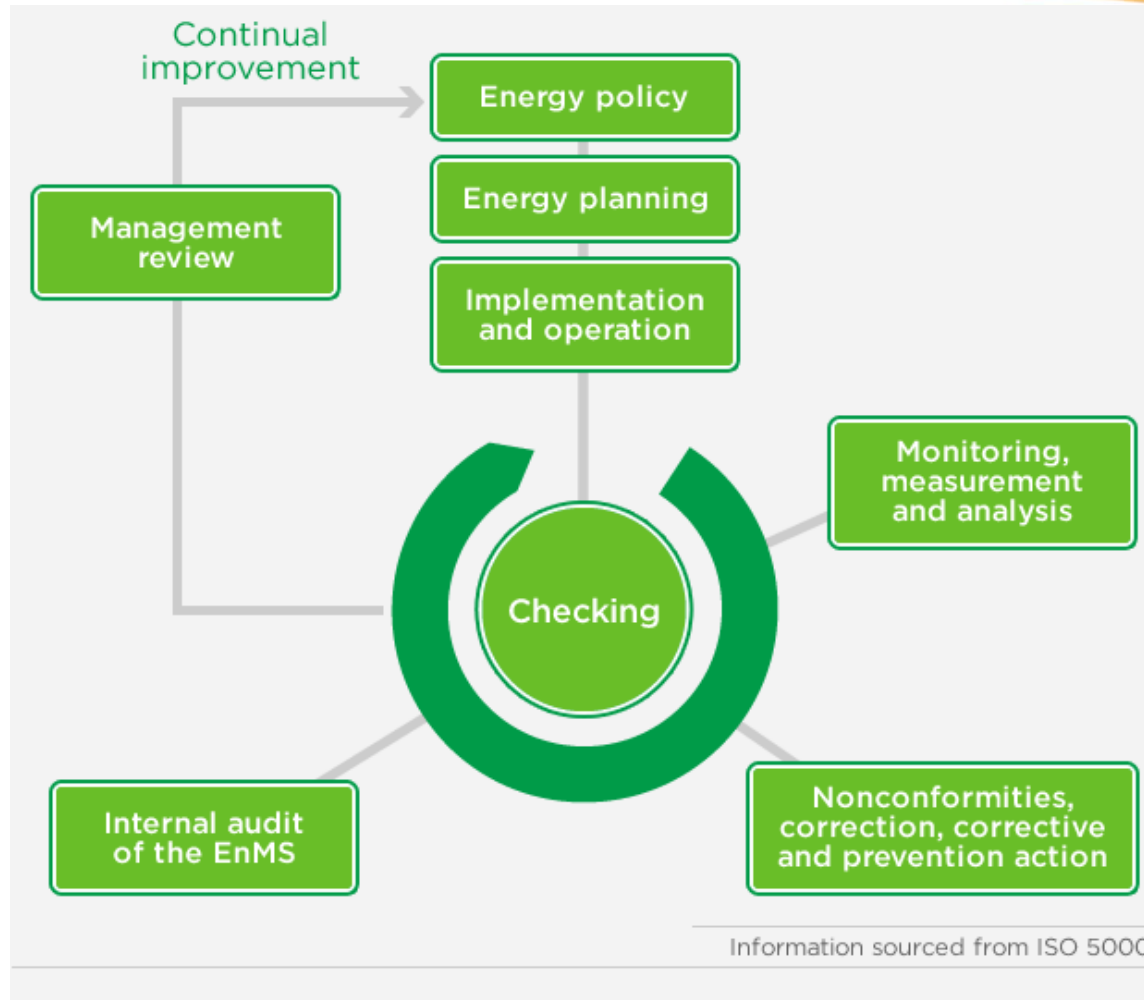 Continual
improvement
Energy policy
Energy planning
Management
review
Implementation
and operation
Monitoring,
measurement
and analysis
Checking
Internal audit
of the EnMS
Nonconformities,
correction, corrective
and prevention action
Information sourced from ISO 5000